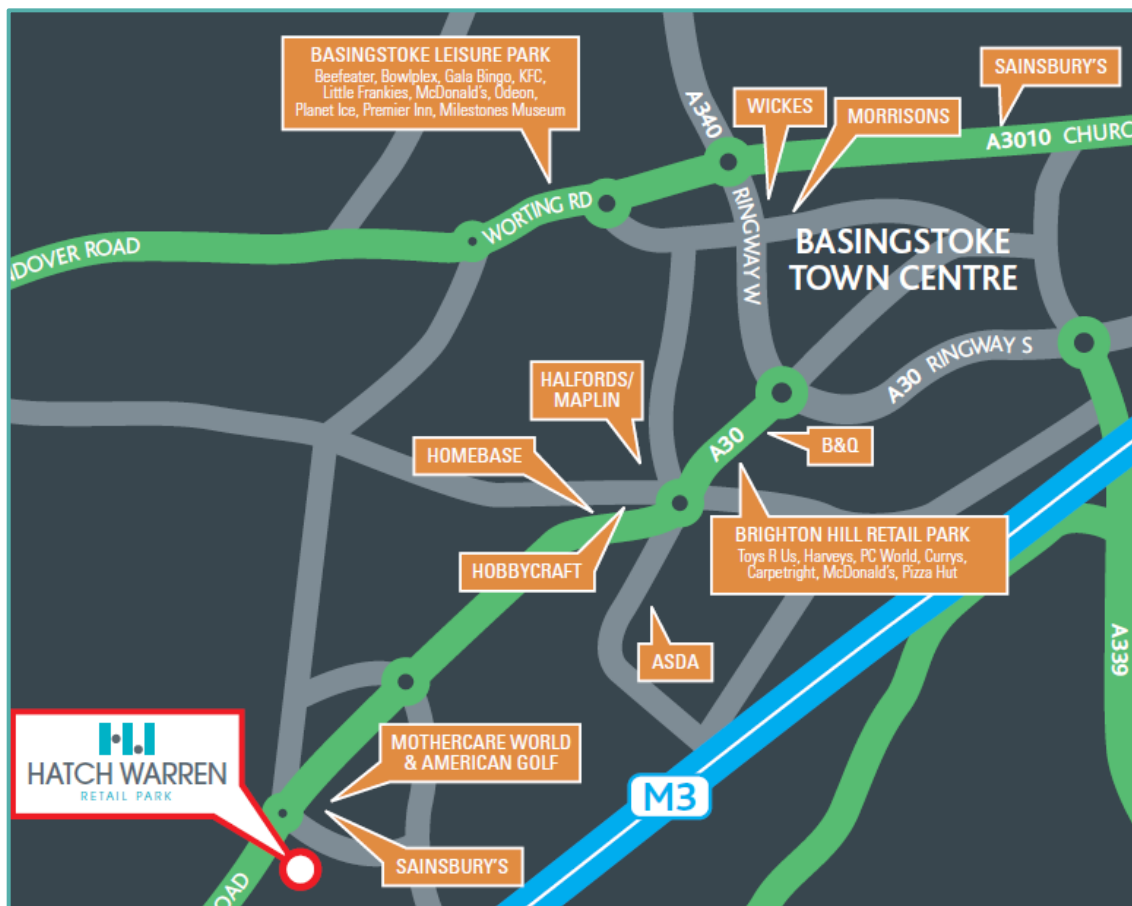 BASINGSTOKE LEISURE PARK
Beefeater, Bowlplex, Gala Bingo, KFC,
Little Frankies, McDonald's, Odeon,
Planet Ice, Premier Inn, Milestones Museum
A340
WICKES
MORRISONS
SAINSBURY'S
A3010 CHURC
NDOVER ROAD
WORTING RD
RINGWAY W
BASINGSTOKE
TOWN CENTRE
A30 RINGWAY S
HALFORDS/
MAPLIN
A30
B&Q
HOMEBASE
HOBBYCRAFT
BRIGHTON HILL RETAIL PARK
Toys R Us, Harveys, PC World, Currys,
Carpetright, McDonald's, Pizza Hut
ASDA
A339
HATCH WARREN
RETAIL PARK
MOTHERCARE WORLD
& AMERICAN GOLF
M3
SAINSBURY'S
OAD